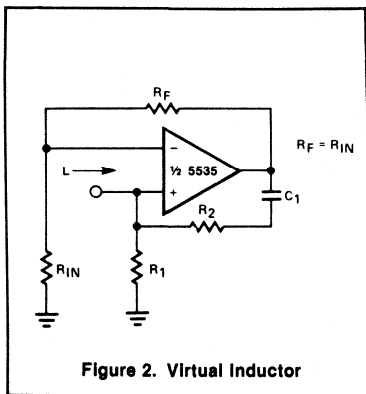 RF
−
L
½ 5535
RF = RIN
+
C1
R2
RIN
R1
Figure 2. Virtual Inductor